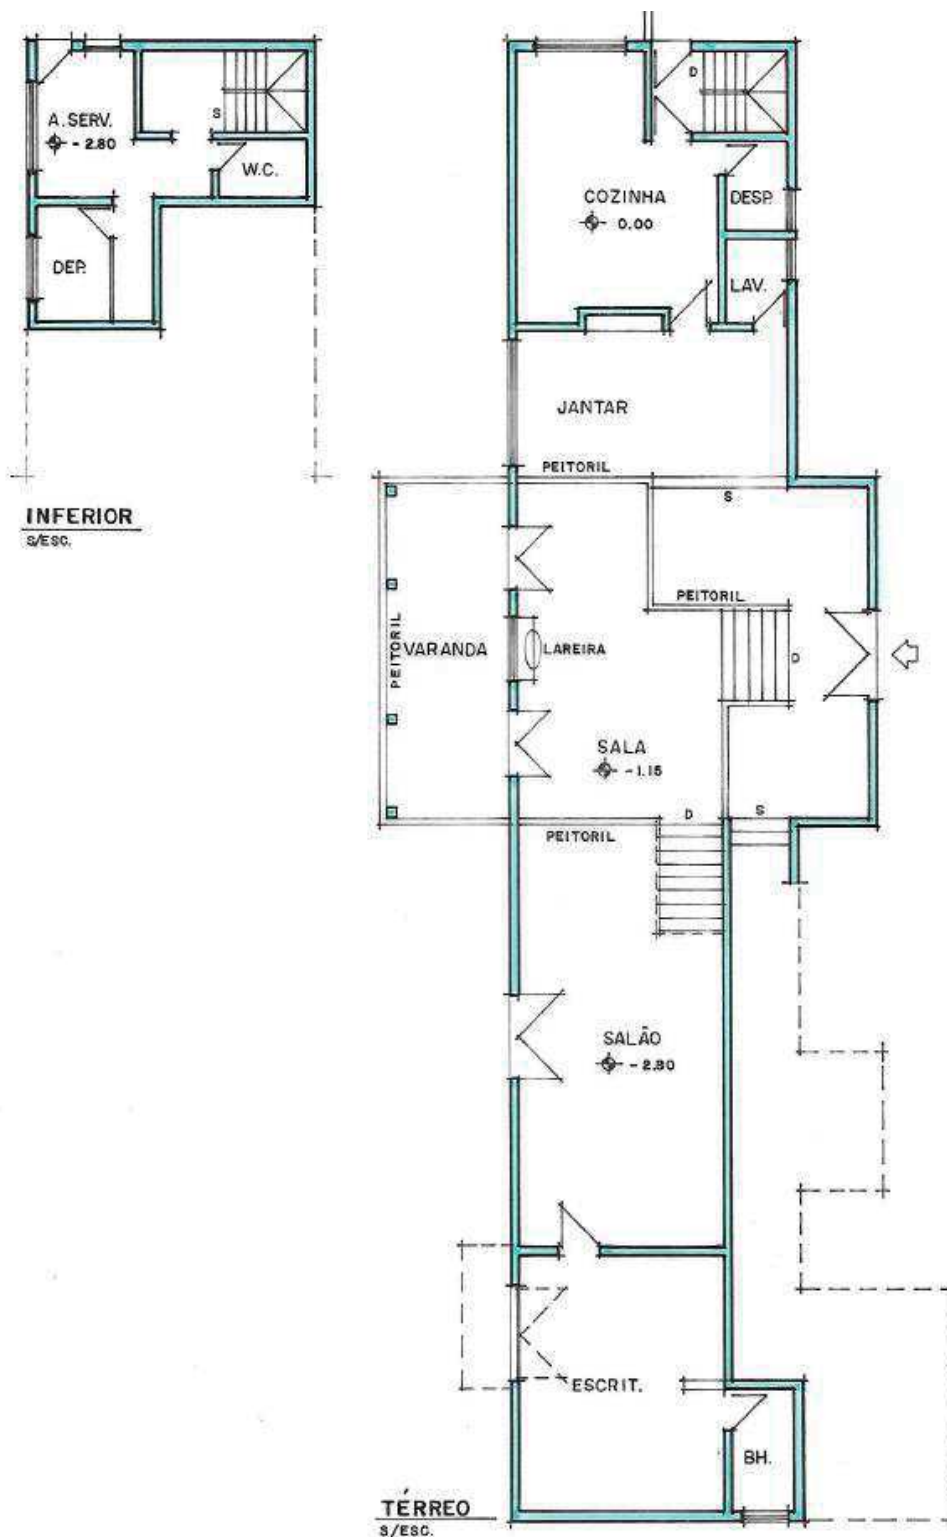 A. SERV.
- 2.80
S
W.C.
DEP.
INFERIOR
S/ESC.
D
COZINHA
0.00
DESP.
LAV.
JANTAR
PEITORIL
S
PEITORIL
PEITORIL
VARANDA
LAREIRA
D
SALA
-1.15
D
S
PEITORIL
SALÃO
- 2.80
ESCRIT.
BH.
TÉRREO
S/ESC.